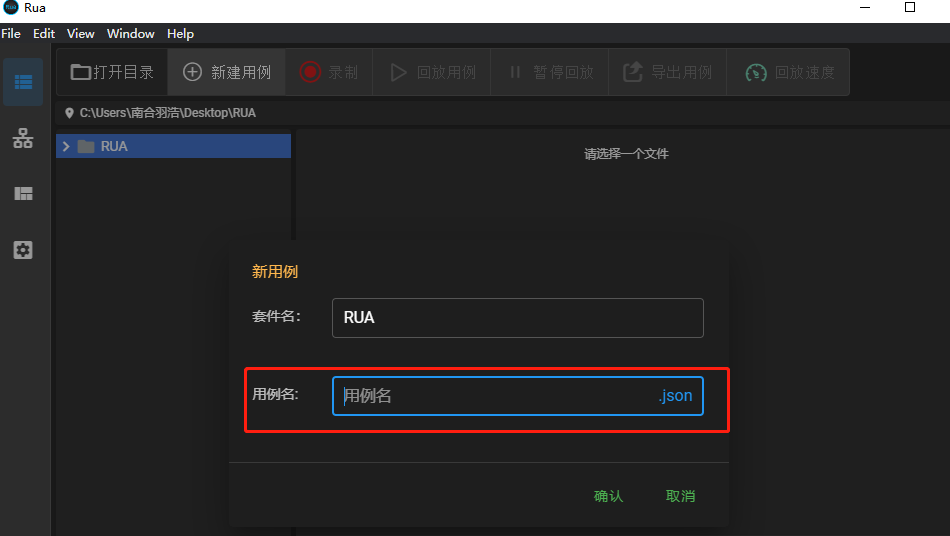 Rua
File Edit View Window Help
打开目录 新建用例 录制 回放用例 暂停回放 导出用例 回放速度
C:\Users\南合羽浩\Desktop\RUA
RUA
请选择一个文件
新用例
套件名: RUA
用例名: 用例名 .json
确认 取消